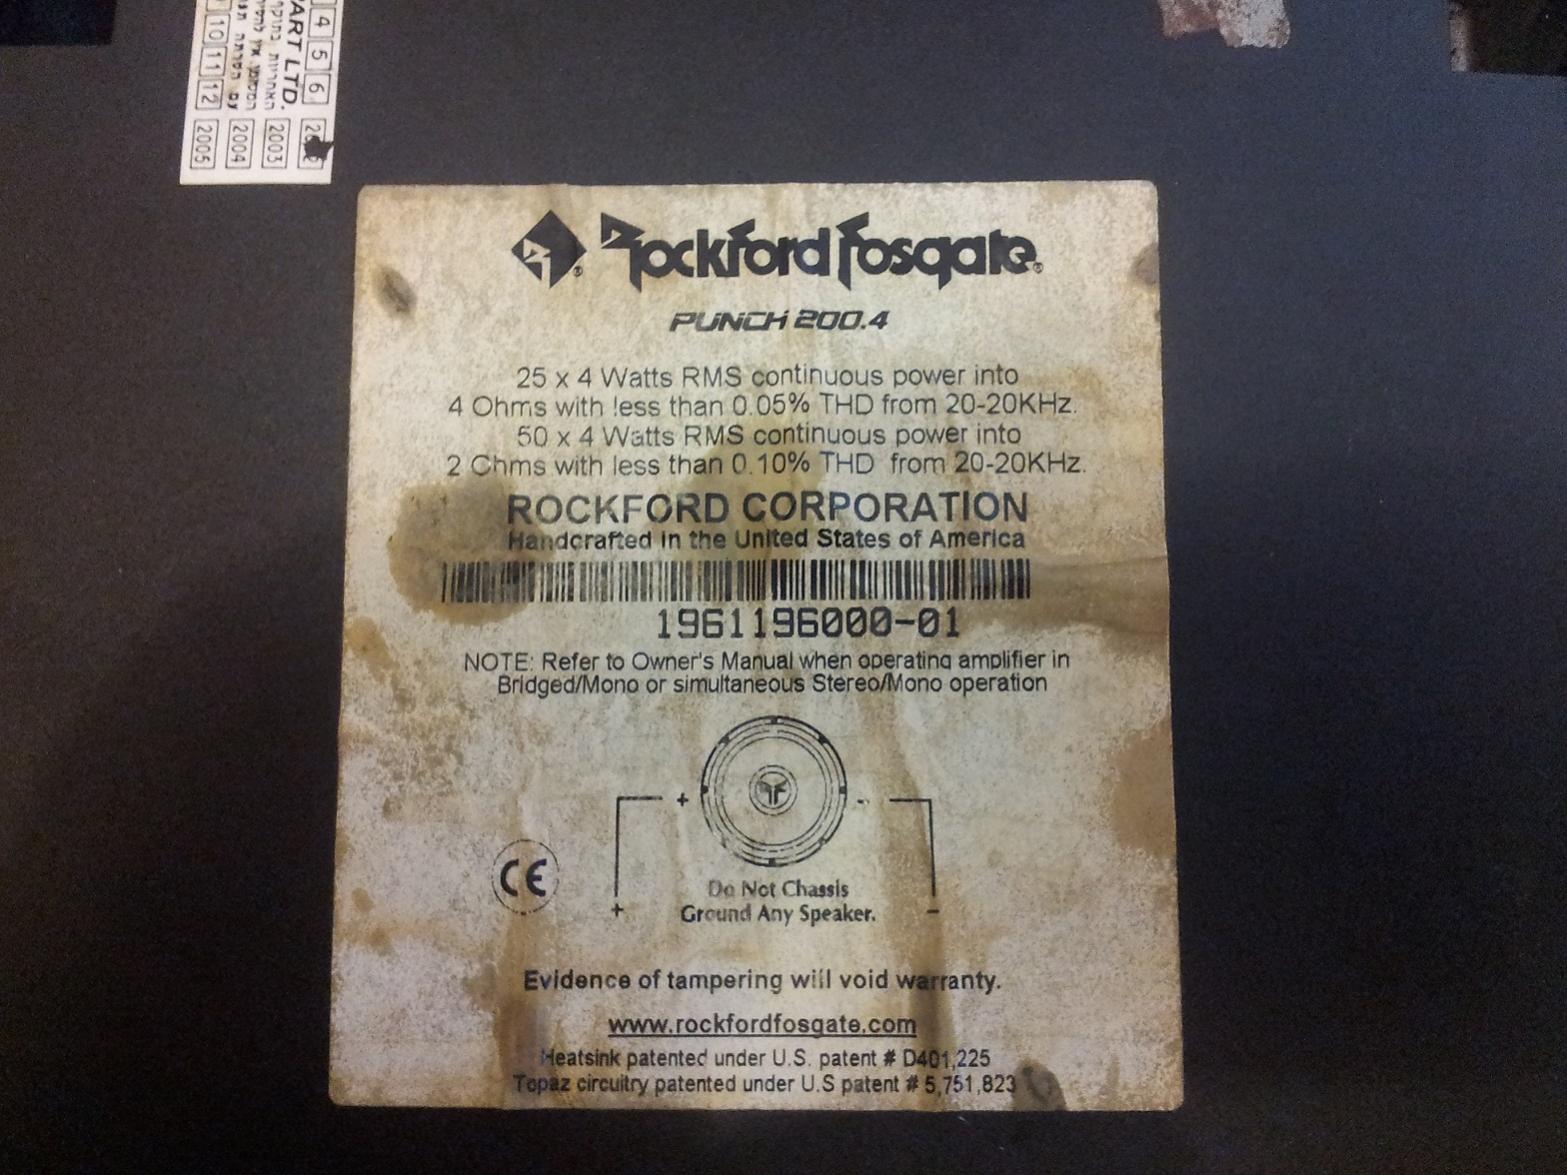 4 5 6
10 11 12
PART LTD.
האחריות בתוקף
עם הסרתה
2003
2004
2005
Rockford Fosgate®
PUNCH 200.4
25 x 4 Watts RMS continuous power into
4 Ohms with less than 0.05% THD from 20-20KHz.
50 x 4 Watts RMS continuous power into
2 Ohms with less than 0.10% THD from 20-20KHz.
ROCKFORD CORPORATION
Handcrafted in the United States of America
1961196000-01
NOTE: Refer to Owner's Manual when operating amplifier in
Bridged/Mono or simultaneous Stereo/Mono operation
+ -
CE
Do Not Chassis
+ Ground Any Speaker. -
Evidence of tampering will void warranty.
www.rockfordfosgate.com
Heatsink patented under U.S. patent # D401,225
Topaz circuitry patented under U.S patent # 5,751,823